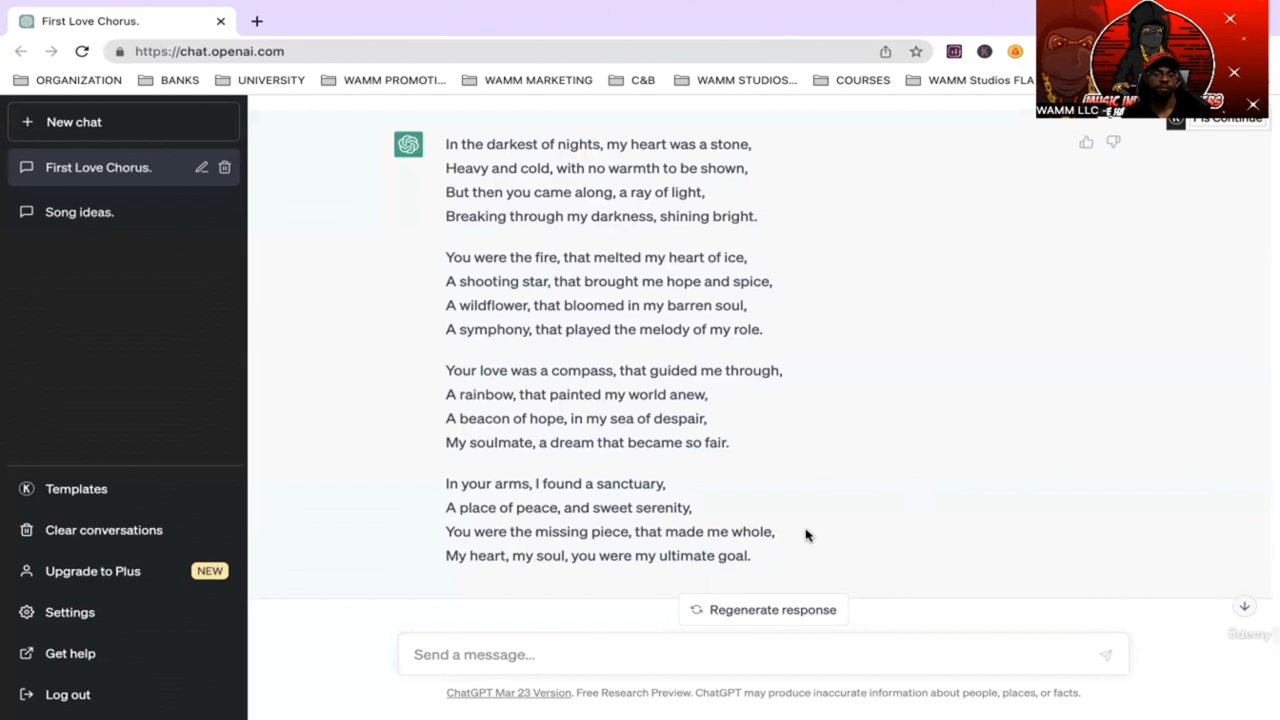 First Love Chorus.
https://chat.openai.com
ORGANIZATION
BANKS
UNIVERSITY
WAMM PROMOTI...
WAMM MARKETING
C&B
WAMM STUDIOS...
COURSES
WAMM Studios FLA
WAMM LLC
New chat
First Love Chorus.
Song ideas.
Templates
Clear conversations
Upgrade to Plus
NEW
Settings
Get help
Log out
In the darkest of nights, my heart was a stone,
Heavy and cold, with no warmth to be shown,
But then you came along, a ray of light,
Breaking through my darkness, shining bright.
You were the fire, that melted my heart of ice,
A shooting star, that brought me hope and spice,
A wildflower, that bloomed in my barren soul,
A symphony, that played the melody of my role.
Your love was a compass, that guided me through,
A rainbow, that painted my world anew,
A beacon of hope, in my sea of despair,
My soulmate, a dream that became so fair.
In your arms, I found a sanctuary,
A place of peace, and sweet serenity,
You were the missing piece, that made me whole,
My heart, my soul, you were my ultimate goal.
Regenerate response
Send a message...
ChatGPT Mar 23 Version. Free Research Preview. ChatGPT may produce inaccurate information about people, places, or facts.
ûdemy